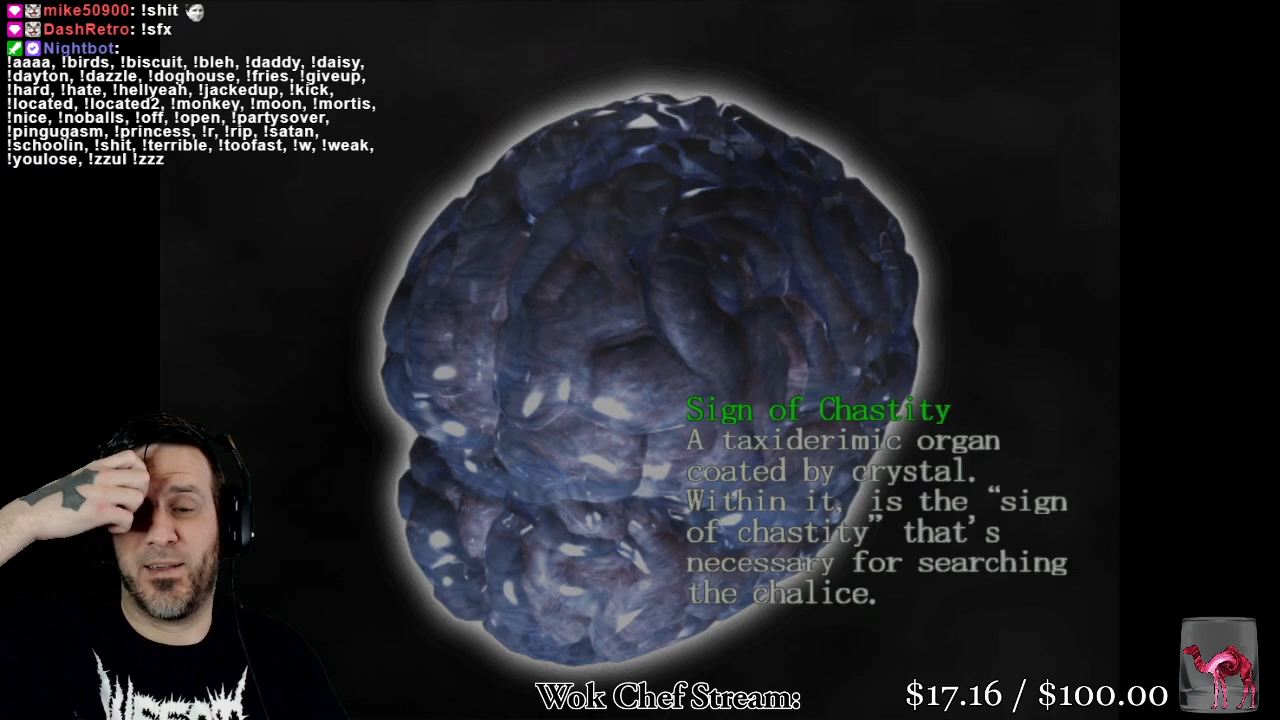 mike50900: !shit
DashRetro: !sfx
Nightbot:
!aaaa, !birds, !biscuit, !bleh, !daddy, !daisy,
!dayton, !dazzle, !doghouse, !fries, !giveup,
!hard, !hate, !hellyeah, !jackedup, !kick,
!located, !located2, !monkey, !moon, !mortis,
!nice, !noballs, !off, !open, !partysover,
!pingugasm, !princess, !r, !rip, !satan,
!schoolin, !shit, !terrible, !toofast, !w, !weak,
!youlose, !zzul !zzz
Sign of Chastity
A taxiderimic organ
coated by crystal.
Within it, is the “sign
of chastity” that's
necessary for searching
the chalice.
Wok Chef Stream: $17.16 / $100.00